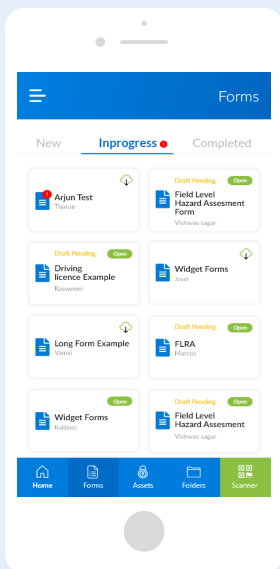 Forms
New
Inprogress
Completed
Arjun Test
Tharun
Draft Pending
Open
Field Level
Hazard Assesment
Form
Vishwas sagar
Draft Pending
Open
Driving
licence Example
Rasweem
Widget Forms
Joyel
Long Form Example
Vamsi
Draft Pending
Open
FLRA
Marcos
Open
Widget Forms
Kuldeep
Draft Pending
Open
Field Level
Hazard Assesment
Vishwas sagar
Home
Forms
Assets
Folders
Scanner